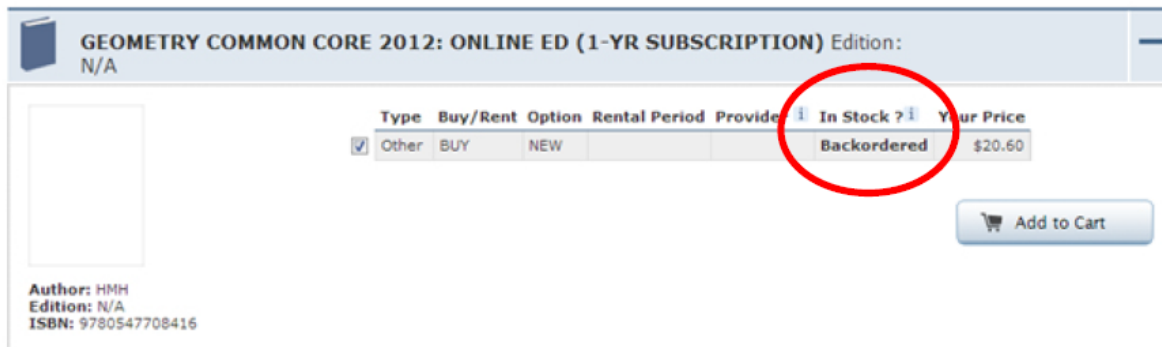 GEOMETRY COMMON CORE 2012: ONLINE ED (1-YR SUBSCRIPTION) Edition:
N/A
Type Buy/Rent Option Rental Period Provider i In Stock ? i Your Price
Other BUY NEW Backordered $20.60
Add to Cart
Author: HMH
Edition: N/A
ISBN: 9780547708416